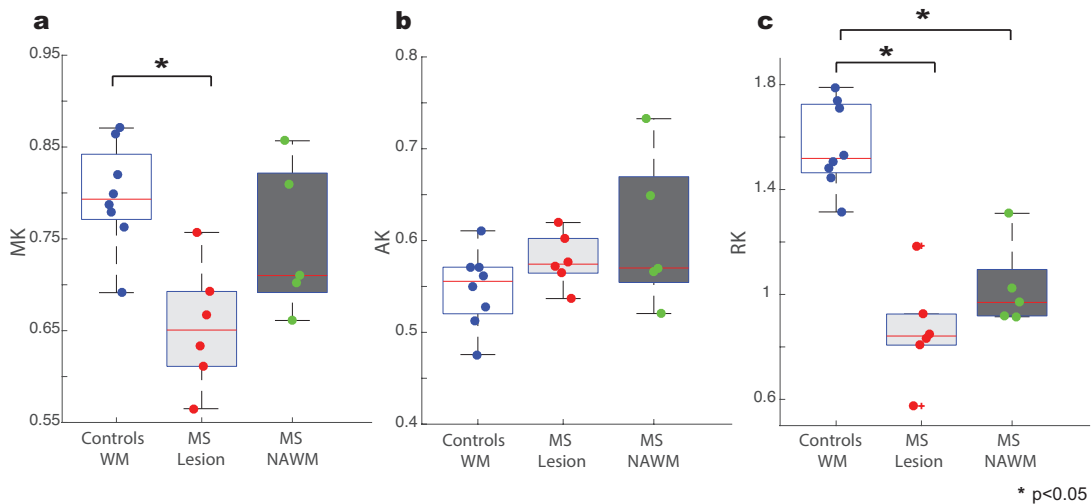 a
*
MK
0.95
0.85
0.75
0.65
0.55
Controls WM
MS Lesion
MS NAWM
b
AK
0.8
0.7
0.6
0.5
0.4
Controls WM
MS Lesion
MS NAWM
c
*
*
RK
1.8
1.4
1
0.6
Controls WM
MS Lesion
MS NAWM
* p<0.05